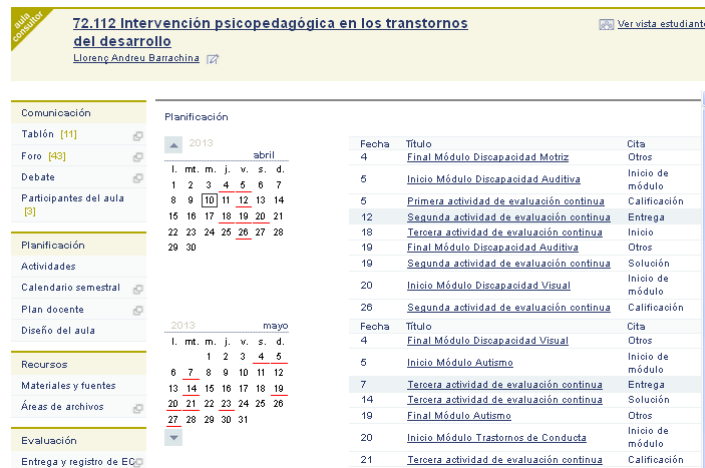 aula
consultor
72.112 Intervención psicopedagógica en los transtornos
del desarrollo
Llorenç Andreu Barrachina
Ver vista estudiante
Comunicación
Tablón [11]
Foro [43]
Debate
Participantes del aula
[3]
Planificación
Actividades
Calendario semestral
Plan docente
Diseño del aula
Recursos
Materiales y fuentes
Áreas de archivos
Evaluación
Entrega y registro de EC
Planificación
2013
abril
l. mt. m. j. v. s. d.
1 2 3 4 5 6 7
8 9 10 11 12 13 14
15 16 17 18 19 20 21
22 23 24 25 26 27 28
29 30
Fecha Título Cita
4 Final Módulo Discapacidad Motriz Otros
5 Inicio Módulo Discapacidad Auditiva Inicio de
módulo
5 Primera actividad de evaluación continua Calificación
12 Segunda actividad de evaluación continua Entrega
18 Tercera actividad de evaluación continua Inicio
19 Final Módulo Discapacidad Auditiva Otros
19 Segunda actividad de evaluación continua Solución
20 Inicio Módulo Discapacidad Visual Inicio de
módulo
26 Segunda actividad de evaluación continua Calificación
2013 mayo
l. mt. m. j. v. s. d.
1 2 3 4 5
6 7 8 9 10 11 12
13 14 15 16 17 18 19
20 21 22 23 24 25 26
27 28 29 30 31
Fecha Título Cita
4 Final Módulo Discapacidad Visual Otros
5 Inicio Módulo Autismo Inicio de
módulo
7 Tercera actividad de evaluación continua Entrega
14 Tercera actividad de evaluación continua Solución
19 Final Módulo Autismo Otros
20 Inicio Módulo Trastornos de Conducta Inicio de
módulo
21 Tercera actividad de evaluación continua Calificación